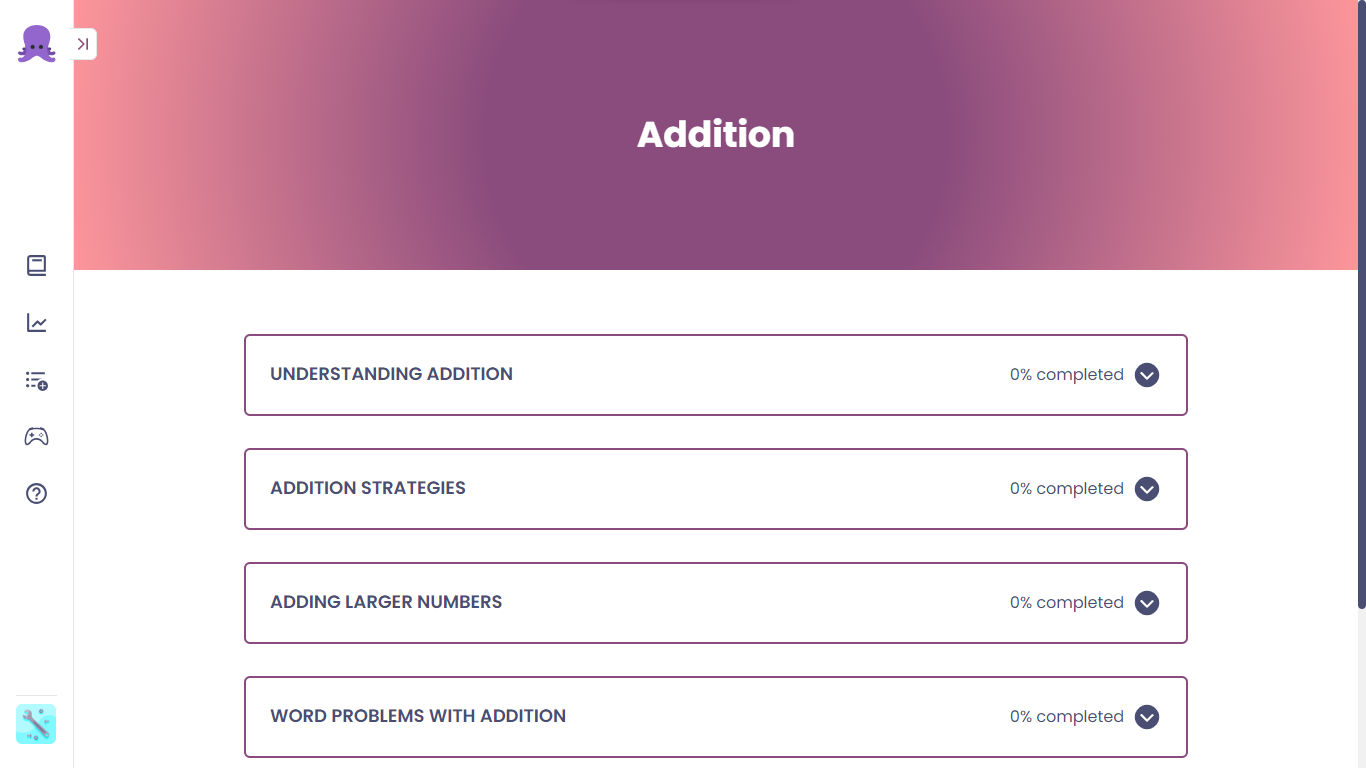 Addition
UNDERSTANDING ADDITION 0% completed
ADDITION STRATEGIES 0% completed
ADDING LARGER NUMBERS 0% completed
WORD PROBLEMS WITH ADDITION 0% completed